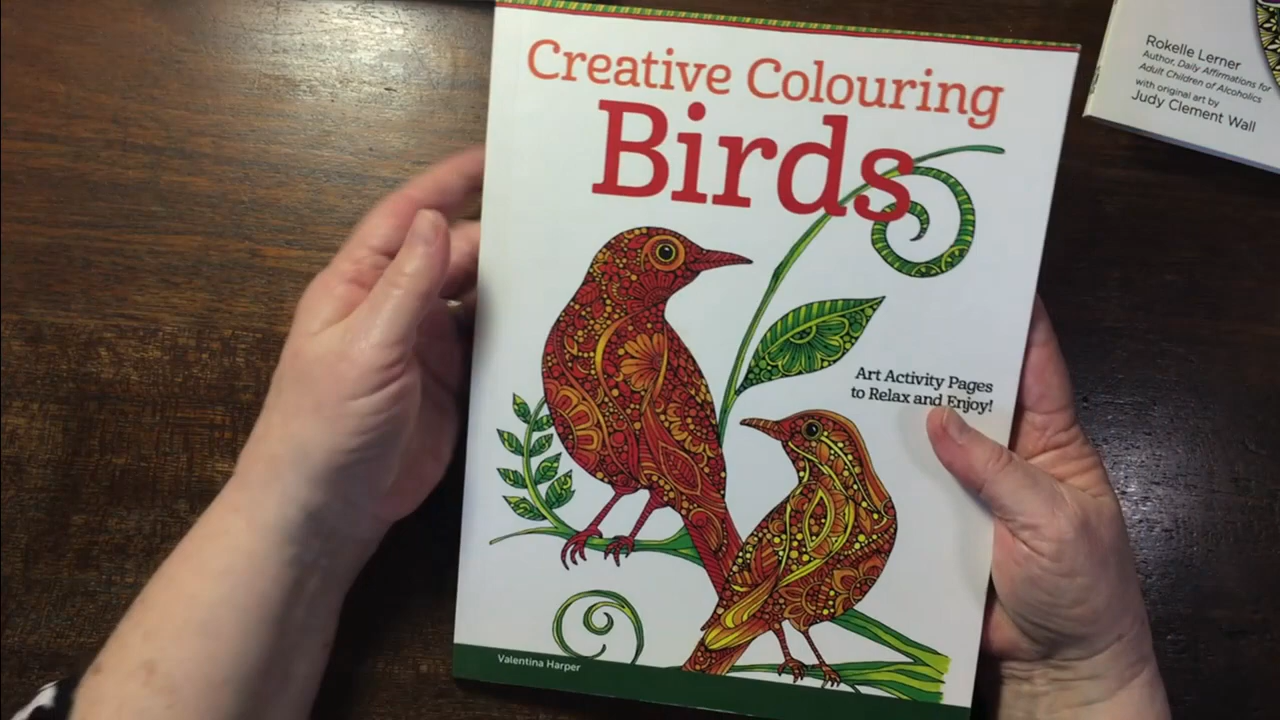 Creative Colouring
Birds
Art Activity Pages
to Relax and Enjoy!
Valentina Harper
Rokelle Lerner
Author, Daily Affirmations for
Adult Children of Alcoholics
with original art by
Judy Clement Wall